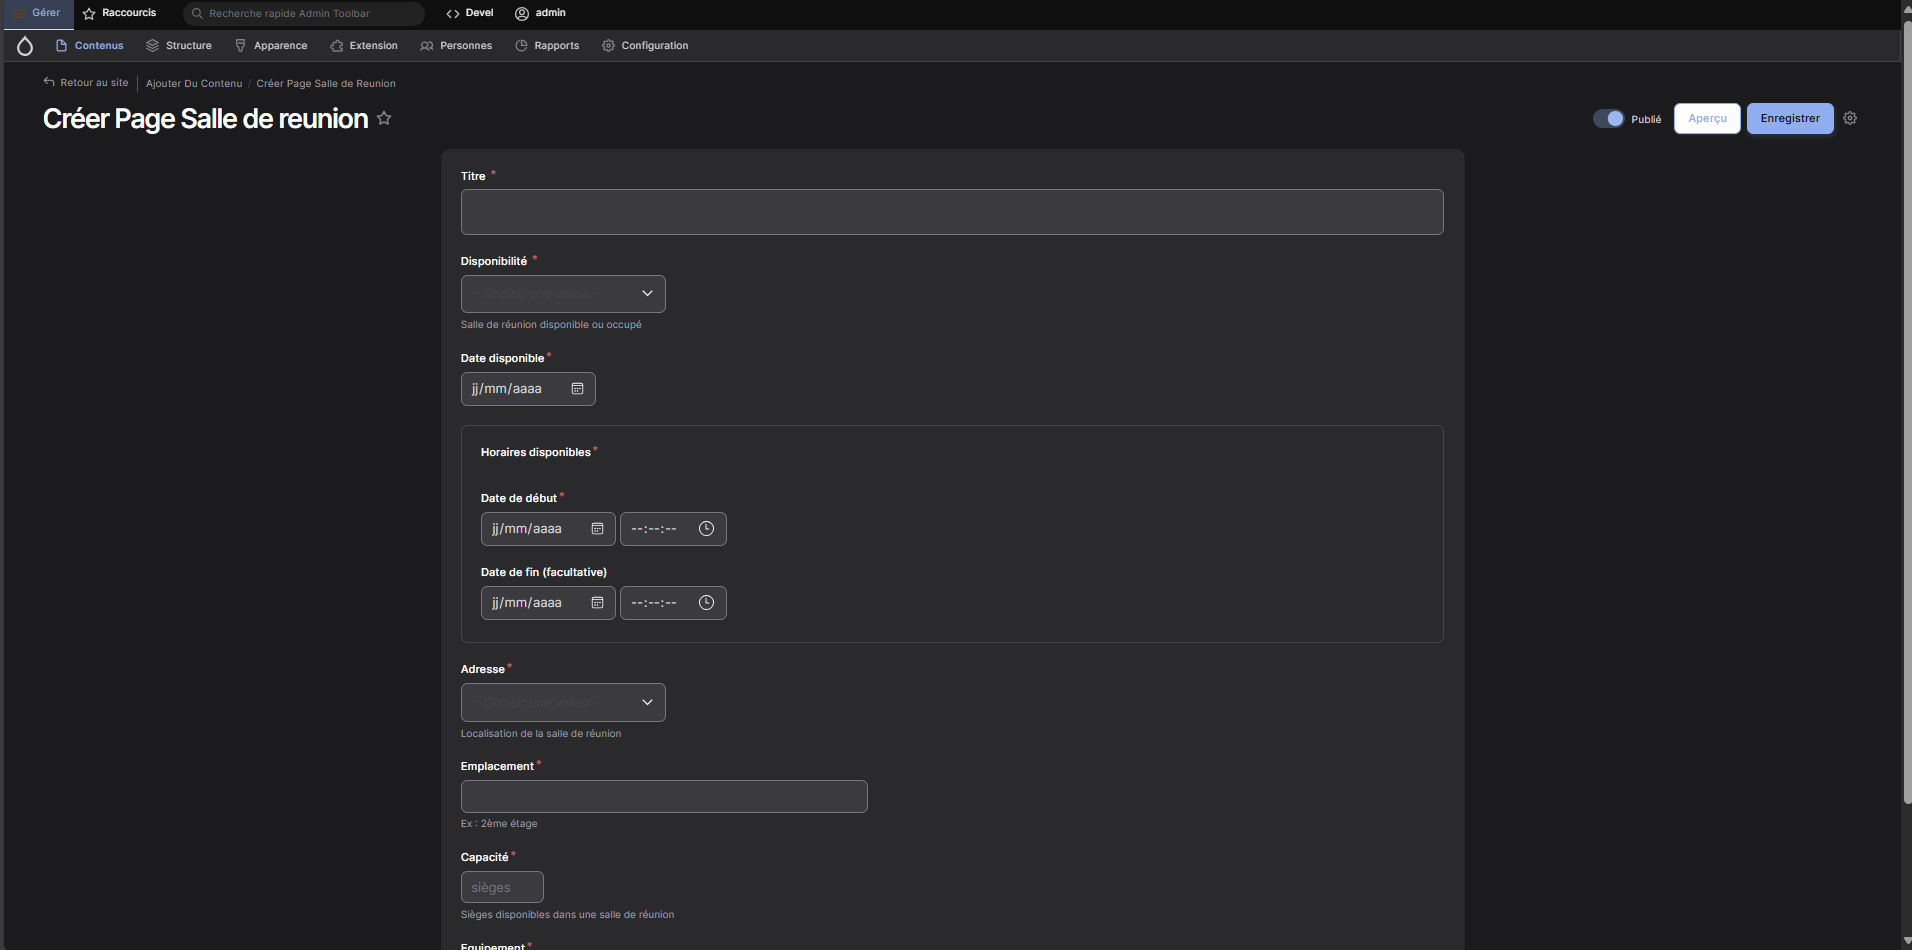 Gérer Raccourcis Recherche rapide Admin Toolbar Devel admin
Contenus Structure Apparence Extension Personnes Rapports Configuration
Retour au site Ajouter Du Contenu / Créer Page Salle de Reunion
Créer Page Salle de reunion
Publié Aperçu Enregistrer
Titre *
Disponibilité *
- Choisir une valeur -
Salle de réunion disponible ou occupé
Date disponible *
jj/mm/aaaa
Horaires disponibles *
Date de début *
jj/mm/aaaa --:--:--
Date de fin (facultative)
jj/mm/aaaa --:--:--
Adresse *
- Choisir une valeur -
Localisation de la salle de réunion
Emplacement *
Ex : 2ème étage
Capacité *
sièges
Sièges disponibles dans une salle de réunion
Equipement *